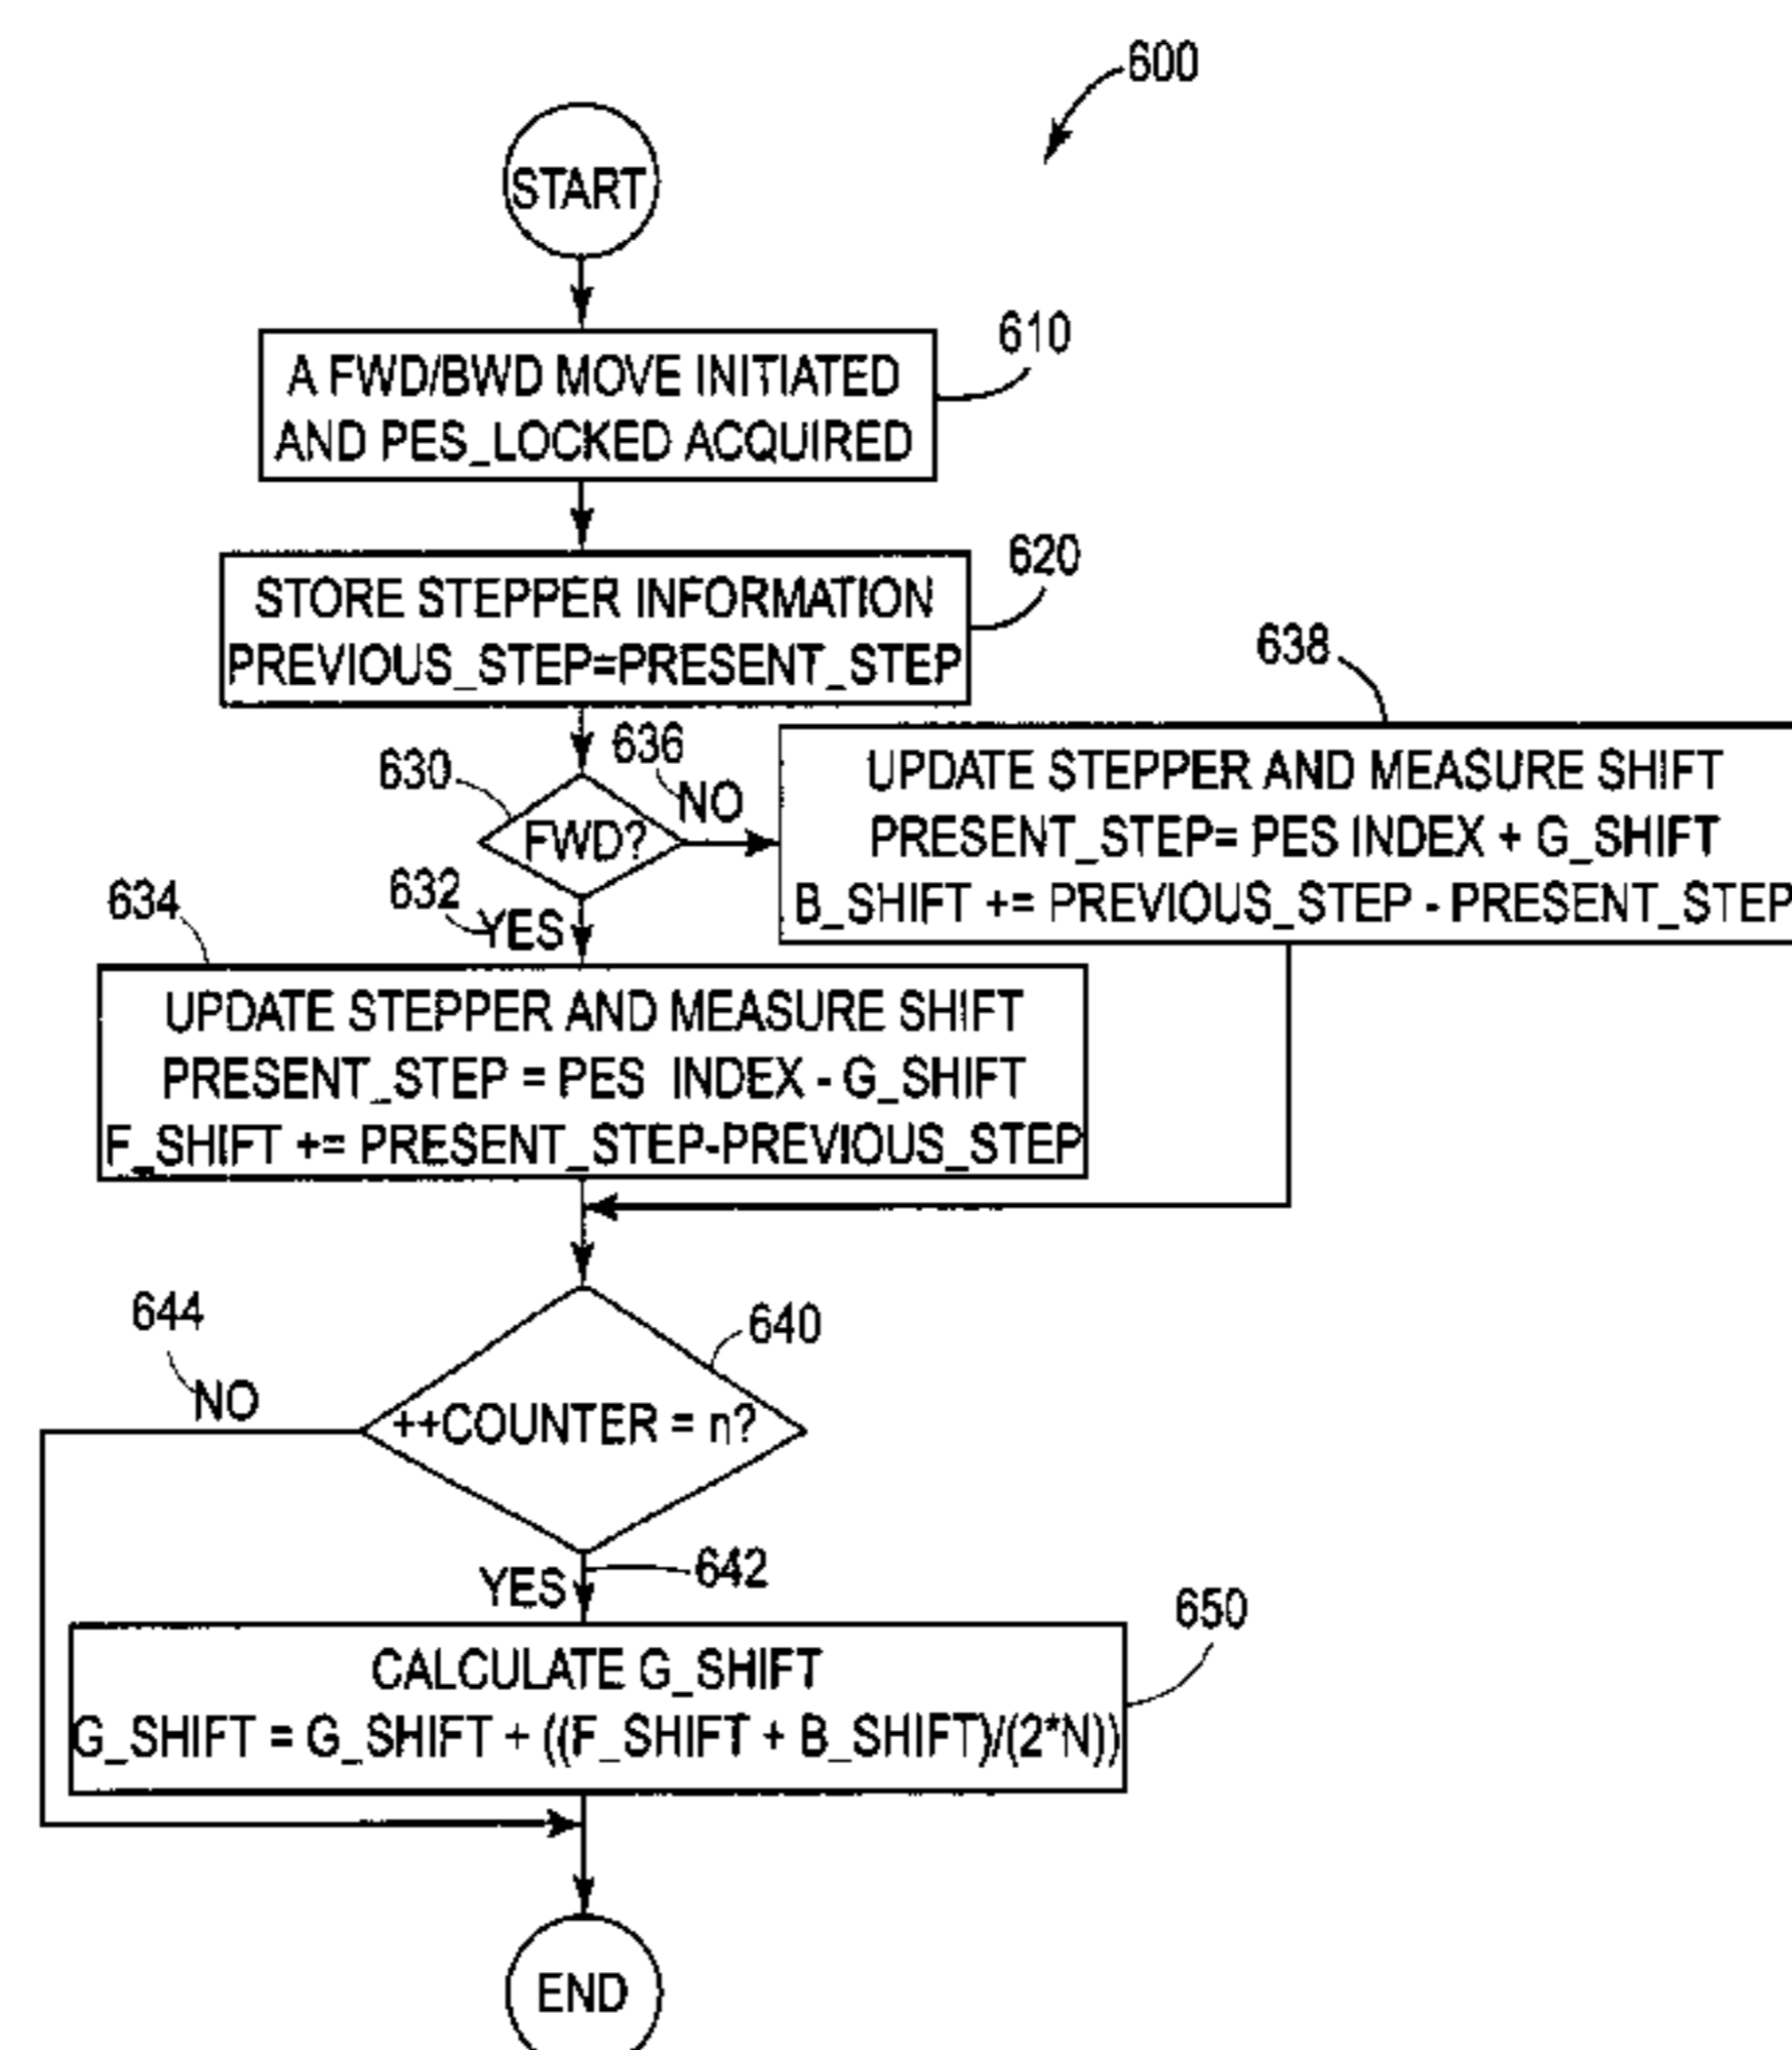 600
START
610
A FWD/BWD MOVE INITIATED
AND PES_LOCKED ACQUIRED
620
STORE STEPPER INFORMATION
PREVIOUS_STEP=PRESENT_STEP
638
636
630
NO
FWD?
UPDATE STEPPER AND MEASURE SHIFT
PRESENT_STEP= PES INDEX + G_SHIFT
B_SHIFT += PREVIOUS_STEP - PRESENT_STEP
632
YES
634
UPDATE STEPPER AND MEASURE SHIFT
PRESENT_STEP = PES INDEX - G_SHIFT
F_SHIFT += PRESENT_STEP-PREVIOUS_STEP
644
NO
640
++COUNTER = n?
642
YES
650
CALCULATE G_SHIFT
G_SHIFT = G_SHIFT + ((F_SHIFT + B_SHIFT)/(2*N))
END